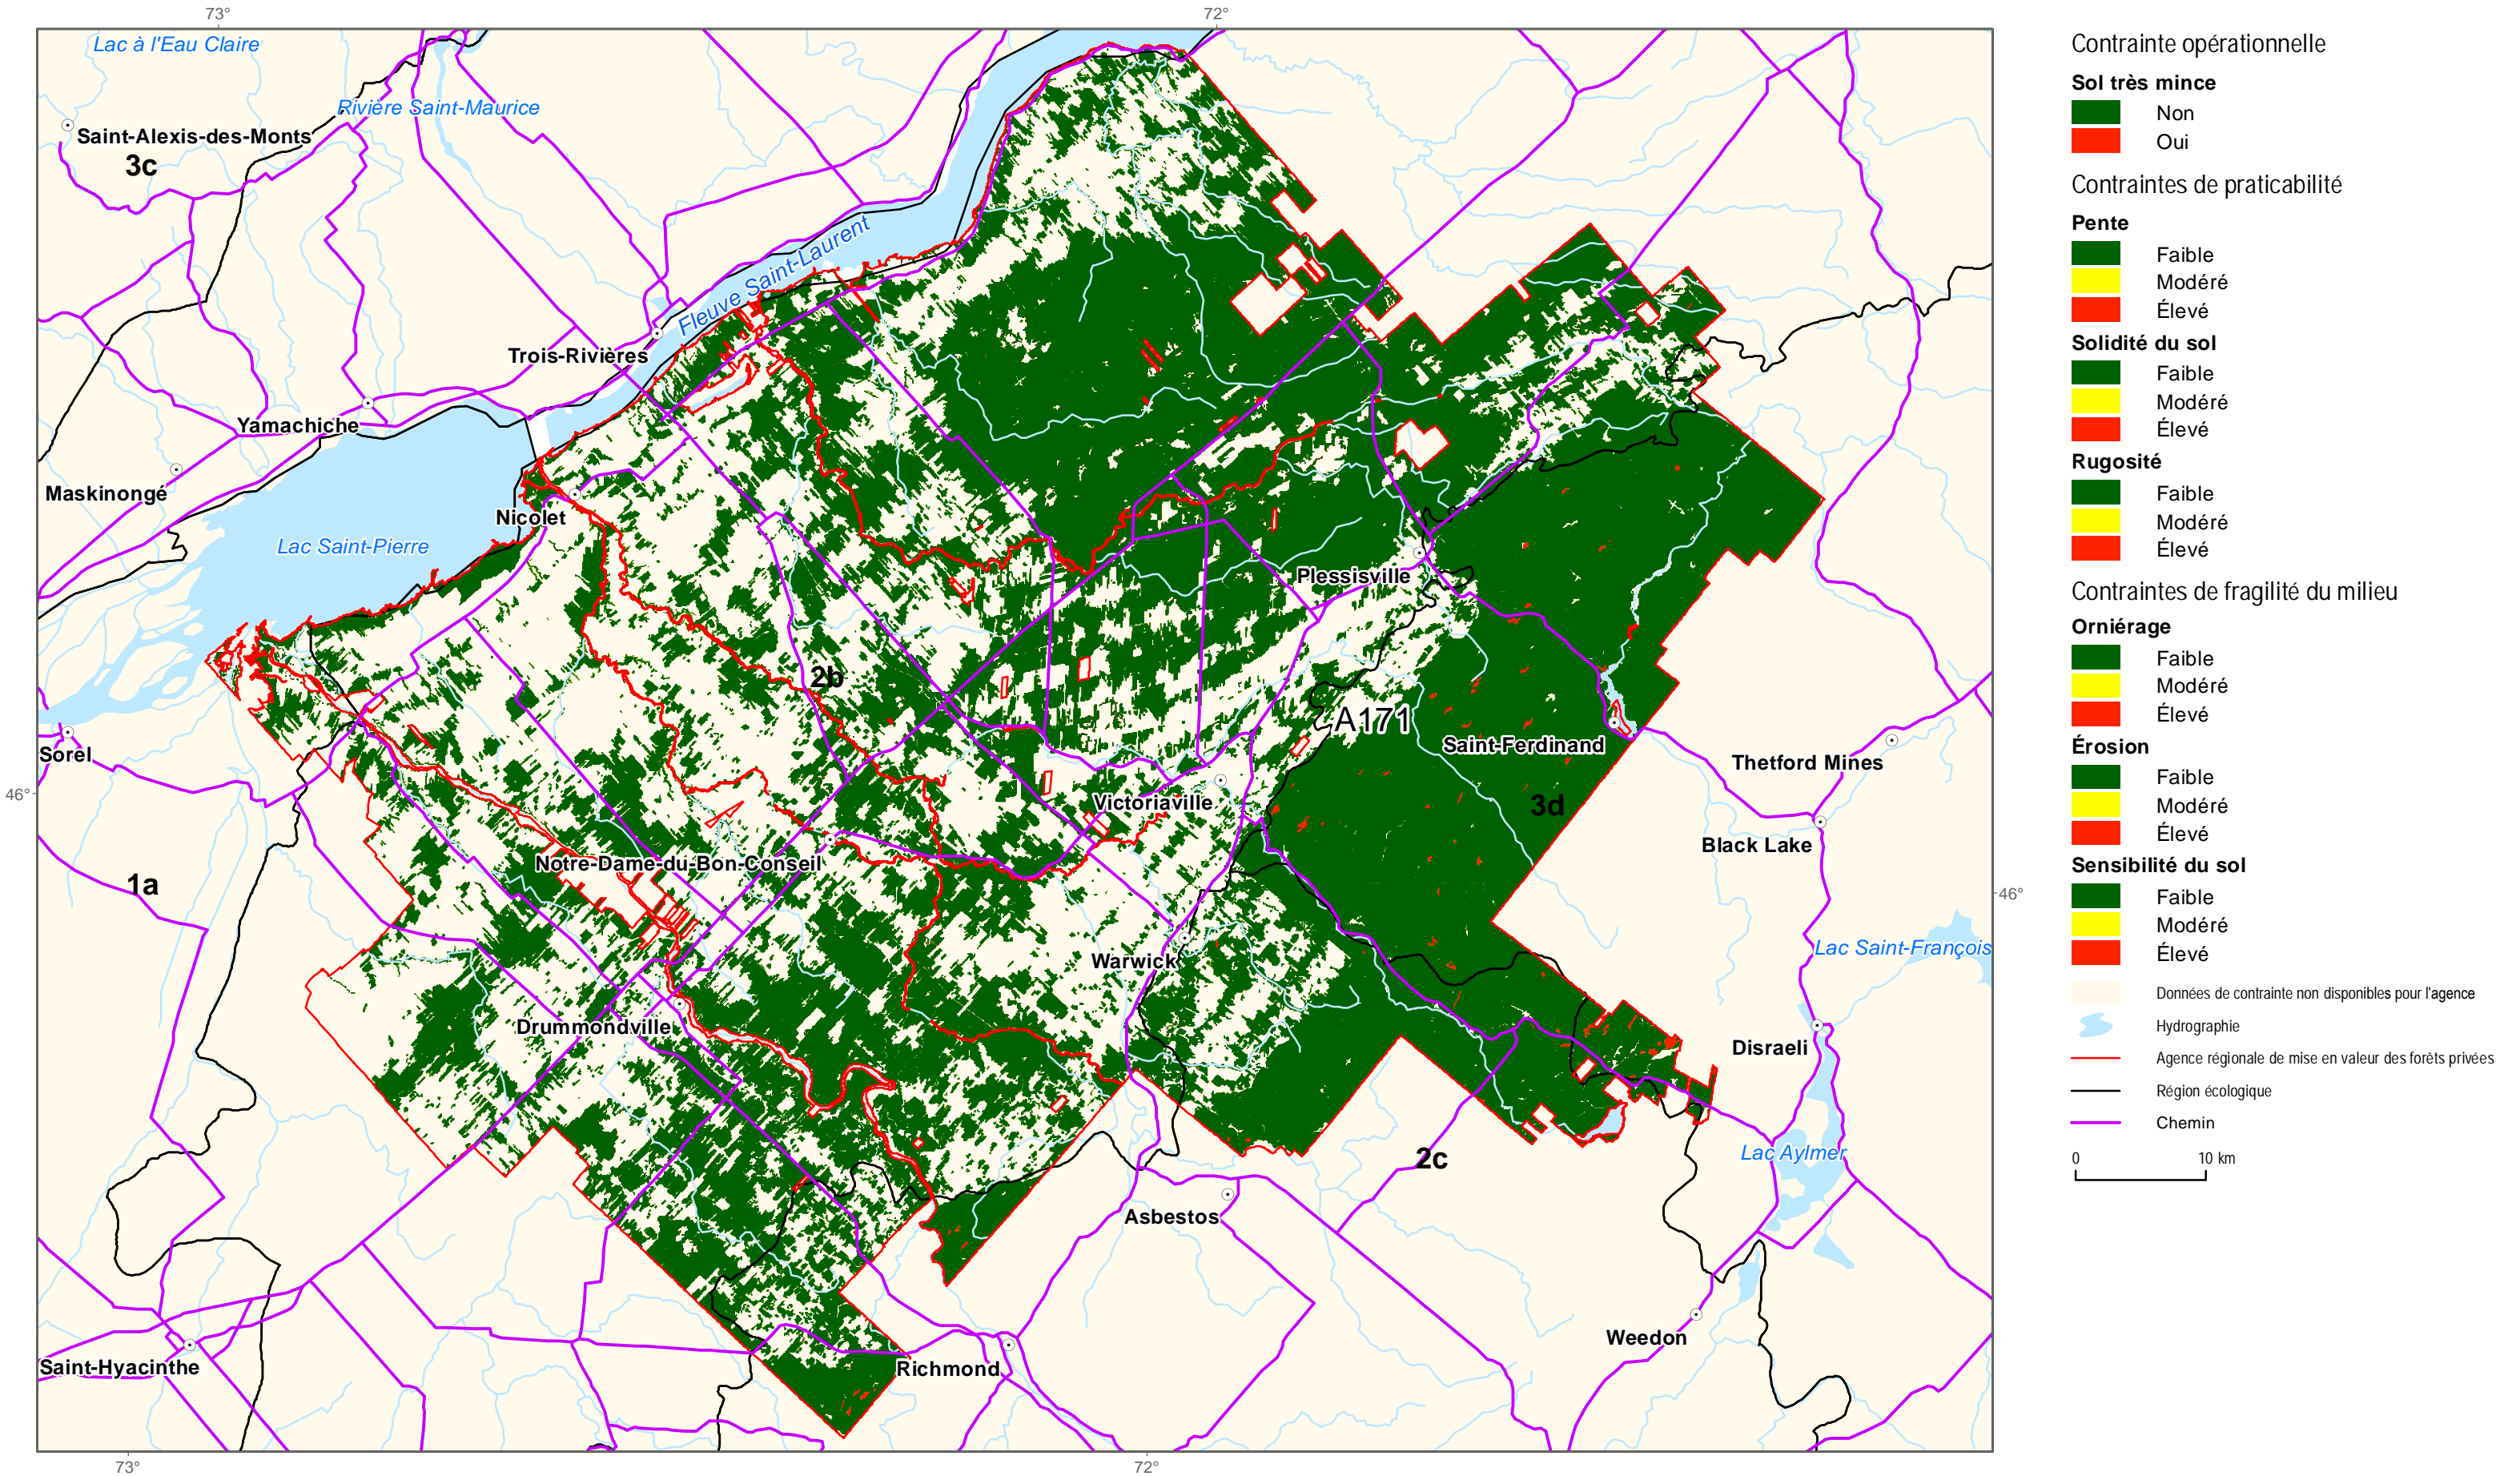 73°
72°
Lac à l'Eau Claire
Rivière Saint-Maurice
Saint-Alexis-des-Monts
3c
Fleuve Saint-Laurent
Trois-Rivières
Yamachiche
Maskinongé
Nicolet
Lac Saint-Pierre
Plessisville
2b
A171
Saint-Ferdinand
Sorel
Thetford Mines
46°
Victoriaville
3d
Black Lake
Notre-Dame-du-Bon-Conseil
1a
46°
Lac Saint-François
Warwick
Drummondville
Disraeli
Lac Aylmer
2c
Asbestos
Weedon
Saint-Hyacinthe
Richmond
73°
72°
Contrainte opérationnelle
Sol très mince
Non
Oui
Contraintes de praticabilité
Pente
Faible
Modéré
Élevé
Solidité du sol
Faible
Modéré
Élevé
Rugosité
Faible
Modéré
Élevé
Contraintes de fragilité du milieu
Orniérage
Faible
Modéré
Élevé
Érosion
Faible
Modéré
Élevé
Sensibilité du sol
Faible
Modéré
Élevé
Données de contrainte non disponibles pour l'agence
Hydrographie
Agence régionale de mise en valeur des forêts privées
Région écologique
Chemin
0 10 km